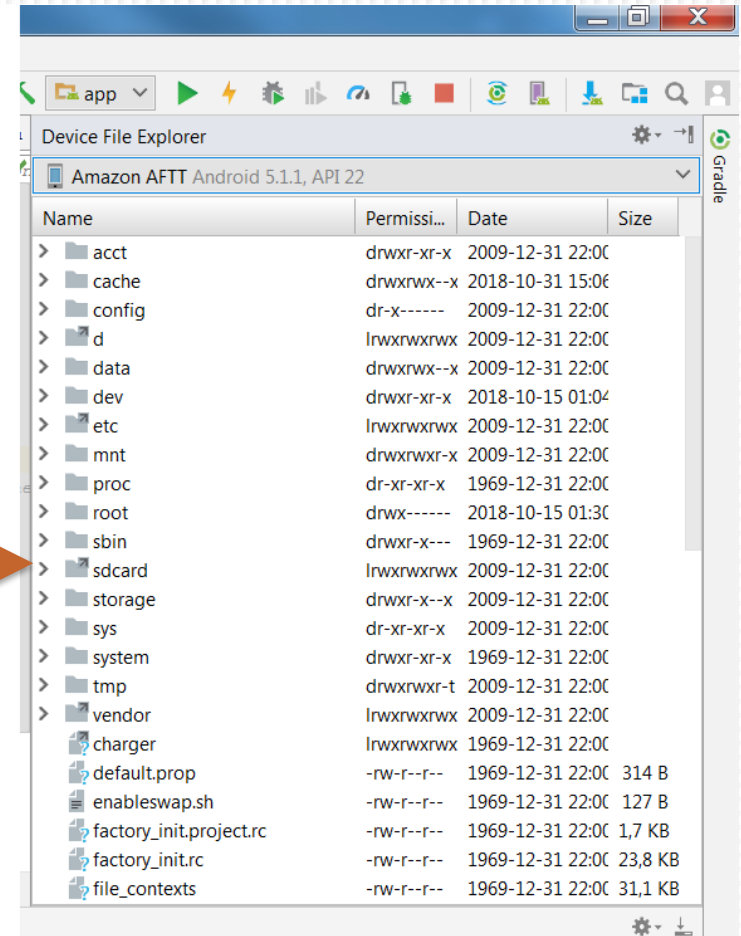 app
Device File Explorer
Amazon AFTT Android 5.1.1, API 22
Gradle
Name Permissi... Date Size
acct drwxr-xr-x 2009-12-31 22:00
cache drwxrwx--x 2018-10-31 15:06
config dr-x------ 2009-12-31 22:00
d lrwxrwxrwx 2009-12-31 22:00
data drwxrwx--x 2009-12-31 22:00
dev drwxr-xr-x 2018-10-15 01:04
etc lrwxrwxrwx 2009-12-31 22:00
mnt drwxrwxr-x 2009-12-31 22:00
proc dr-xr-xr-x 1969-12-31 22:00
root drwx------ 2018-10-15 01:30
sbin drwxr-x--- 1969-12-31 22:00
sdcard lrwxrwxrwx 2009-12-31 22:00
storage drwxr-x--x 2009-12-31 22:00
sys dr-xr-xr-x 2009-12-31 22:00
system drwxr-xr-x 1969-12-31 22:00
tmp drwxrwxr-t 2009-12-31 22:00
vendor lrwxrwxrwx 2009-12-31 22:00
charger lrwxrwxrwx 1969-12-31 22:00
default.prop -rw-r--r-- 1969-12-31 22:00 314 B
enableswap.sh -rw-r--r-- 1969-12-31 22:00 127 B
factory_init.project.rc -rw-r--r-- 1969-12-31 22:00 1,7 KB
factory_init.rc -rw-r--r-- 1969-12-31 22:00 23,8 KB
file_contexts -rw-r--r-- 1969-12-31 22:00 31,1 KB